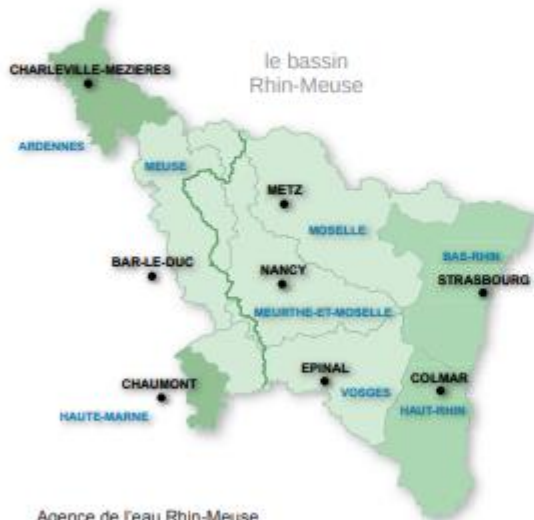 le bassin
Rhin-Meuse
CHARLEVILLE-MEZIERES
ARDENNES
MEUSE
METZ
MOSELLE
BAS-RHIN
BAR-LE-DUC
NANCY
STRASBOURG
MEURTHE-ET-MOSELLE
EPINAL
CHAUMONT
VOSGES
COLMAR
HAUTE-MARNE
HAUT-RHIN
Agence de l'eau Rhin-Meuse